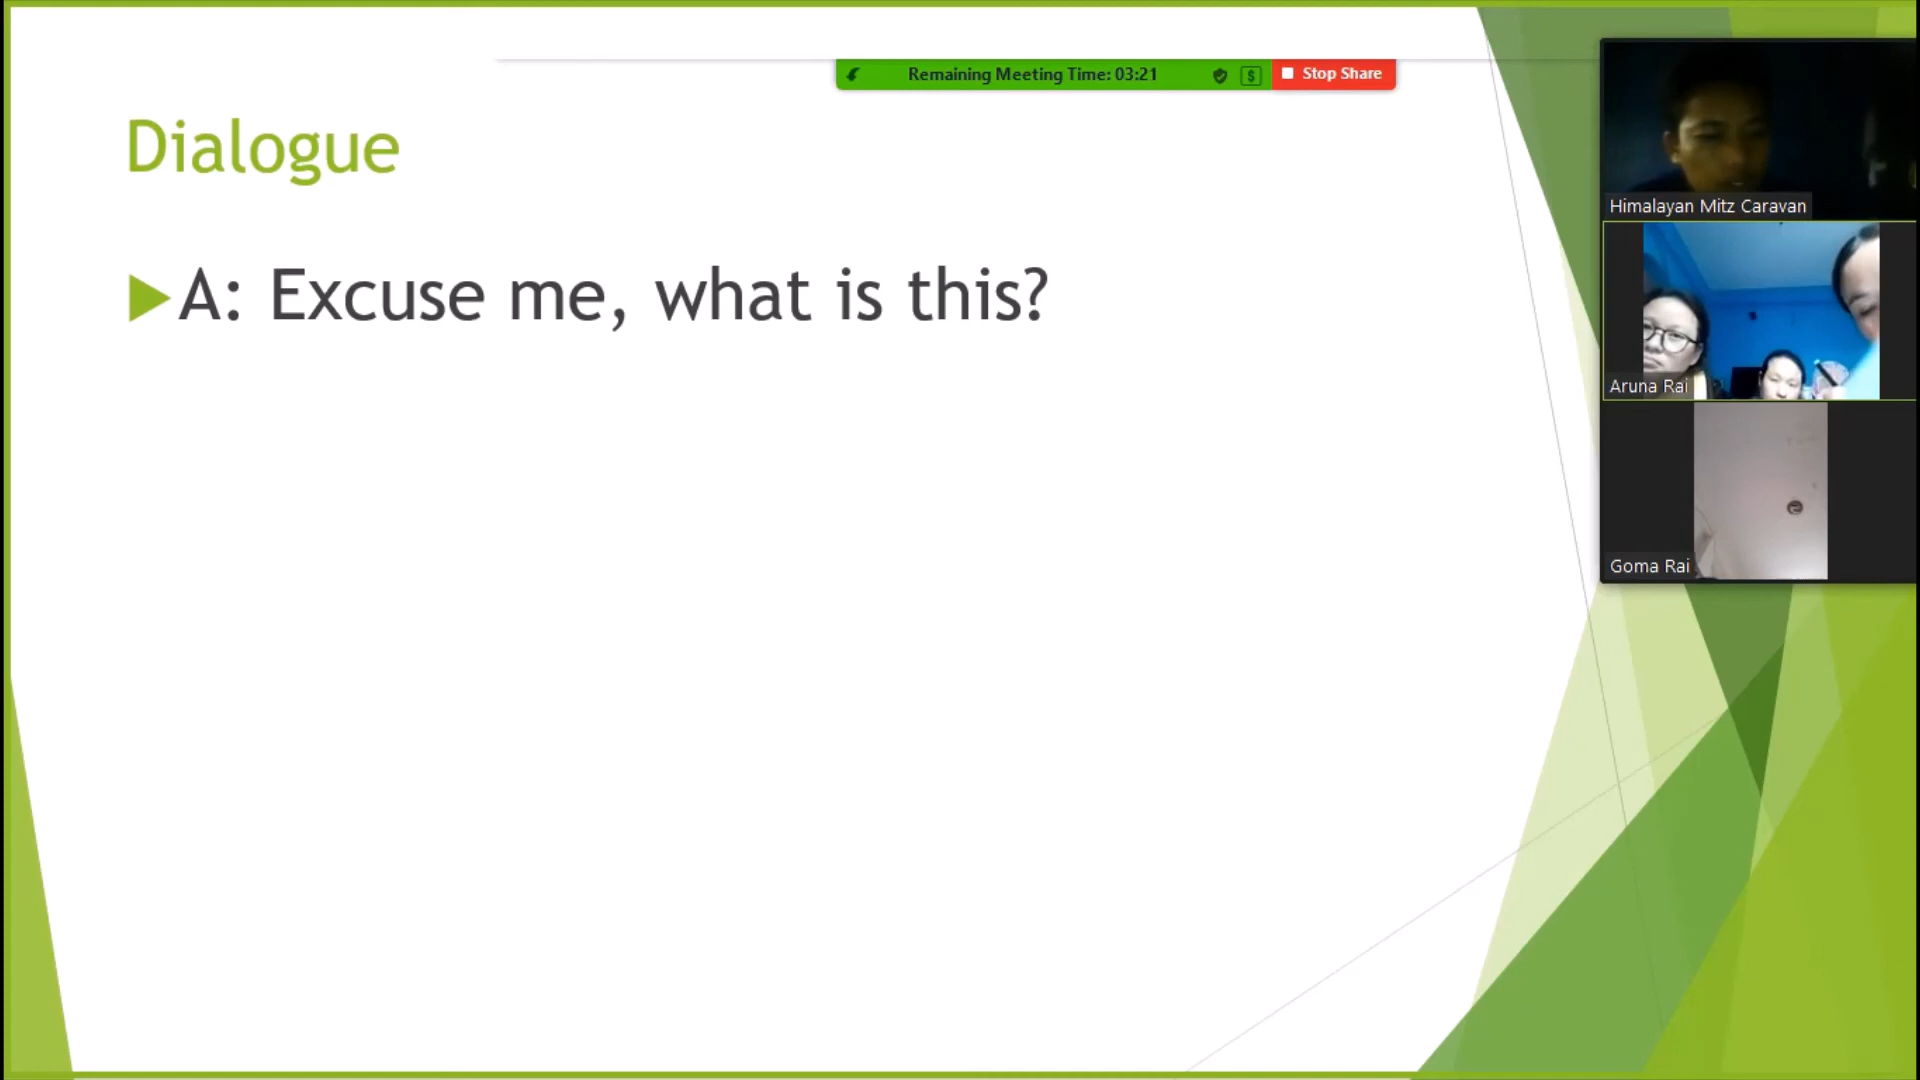 Remaining Meeting Time: 03:21
Stop Share
Dialogue
A: Excuse me, what is this?
Himalayan Mitz Caravan
Aruna Rai
Goma Rai